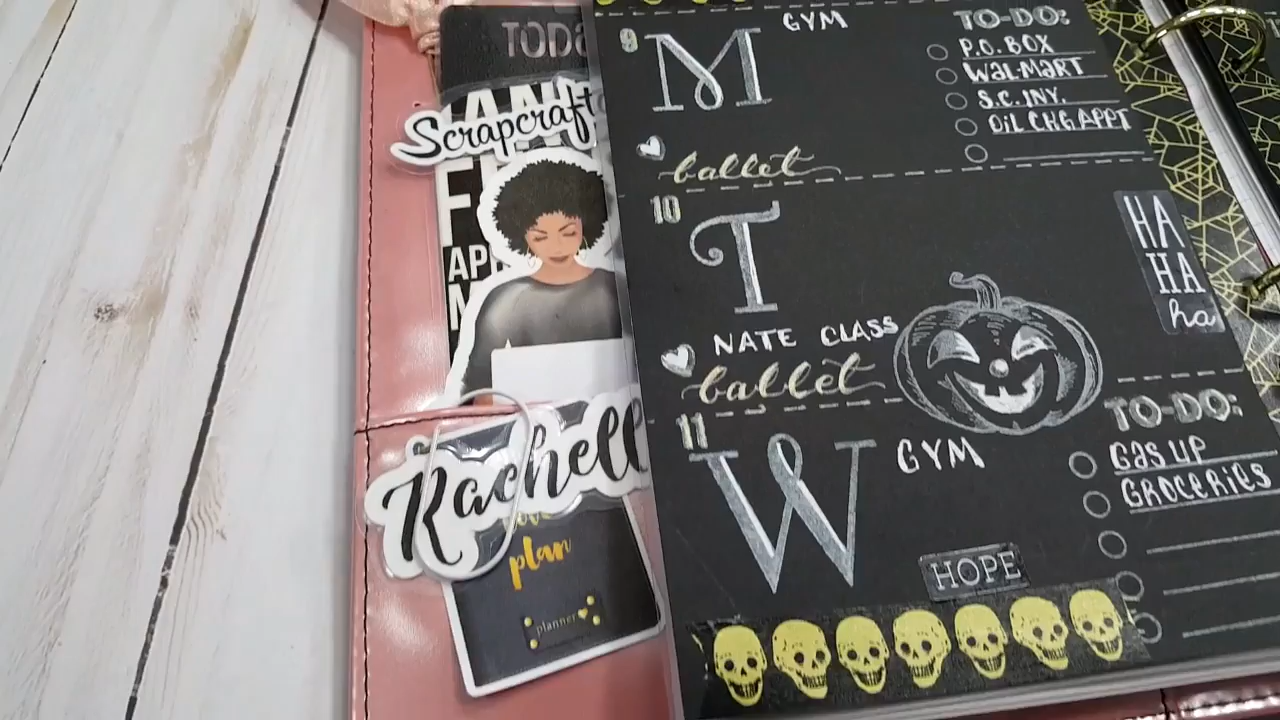 Scrapcraft
AP
M
Rachell
plan
planner
9
M
GYM
TO-DO:
P.O. BOX
WAL-MART
S.C. INV.
OIL CHG APPT
ballet
10
T
HA
HA
ha
NATE CLASS
ballet
11
W
GYM
TO-DO:
GAS UP
GROCERIES
HOPE